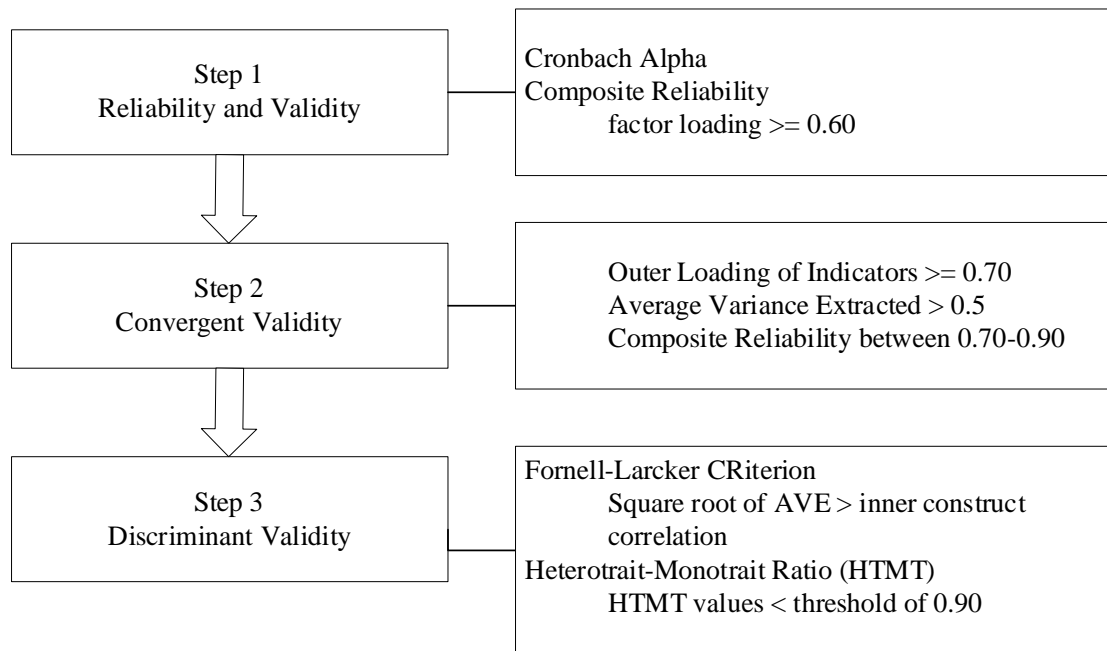 Step 1
Reliability and Validity
Cronbach Alpha
Composite Reliability
factor loading >= 0.60
Step 2
Convergent Validity
Outer Loading of Indicators >= 0.70
Average Variance Extracted > 0.5
Composite Reliability between 0.70-0.90
Step 3
Discriminant Validity
Fornell-Larcker CRiterion
Square root of AVE > inner construct
correlation
Heterotrait-Monotrait Ratio (HTMT)
HTMT values < threshold of 0.90